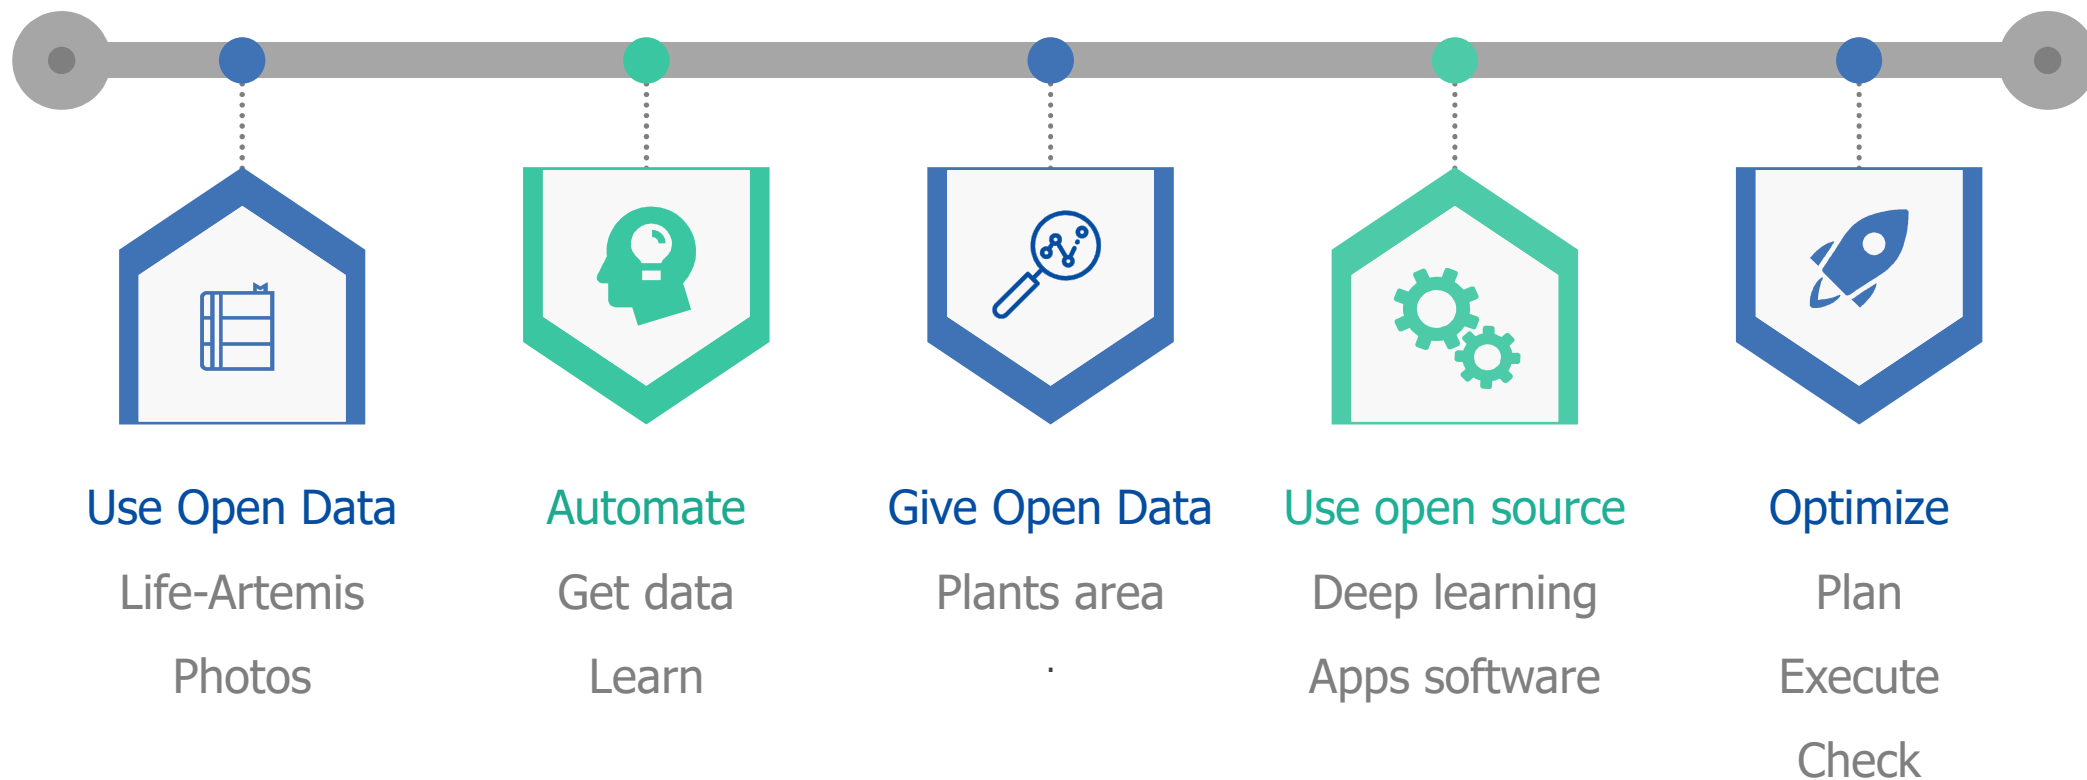 Use Open Data
Life-Artemis
Photos
Automate
Get data
Learn
Give Open Data
Plants area
.
Use open source
Deep learning
Apps software
Optimize
Plan
Execute
Check